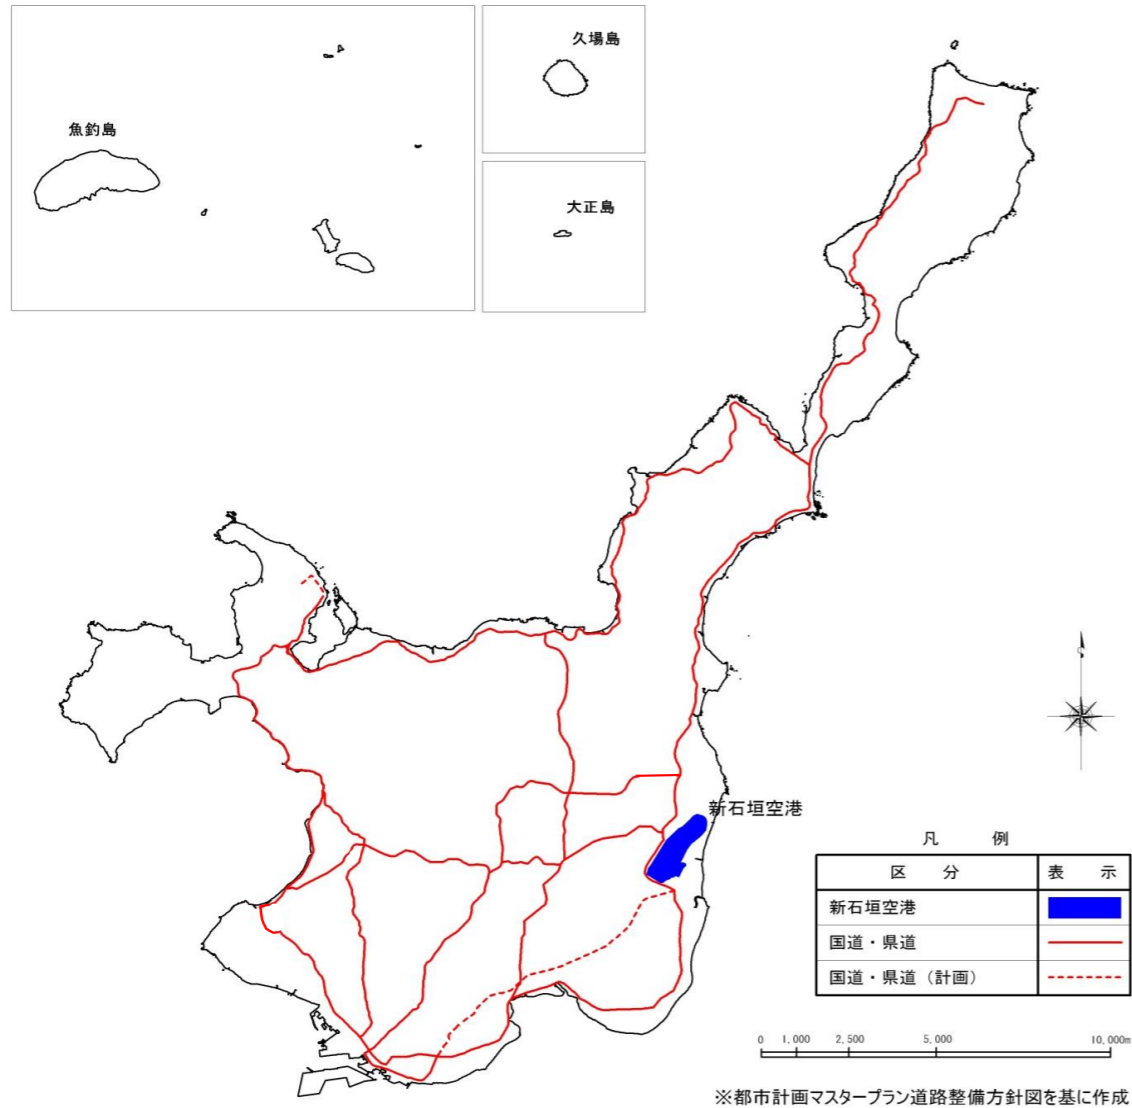 久場島
魚釣島
大正島
新石垣空港
凡 例
区 分 表 示
新石垣空港
国道・県道
国道・県道（計画）
0 1,000 2,500 5,000 10,000m
※都市計画マスタープラン道路整備方針図を基に作成